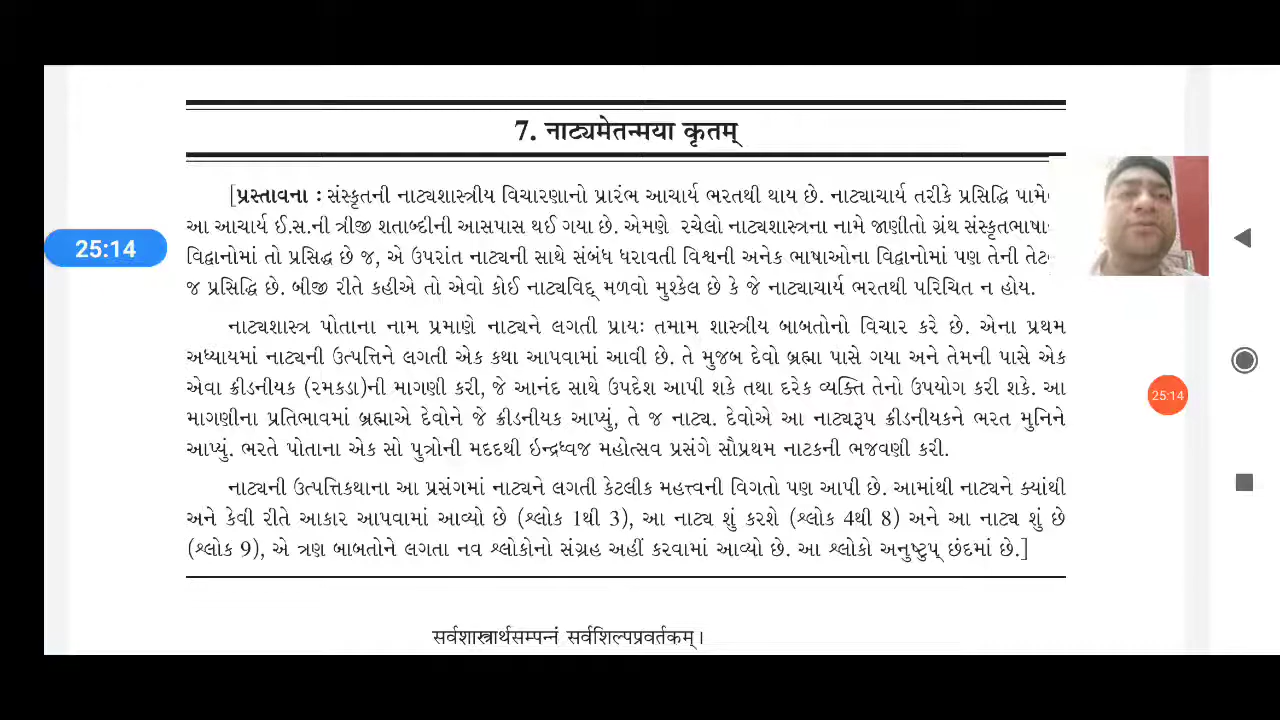 7. નાટ્યમેતન્મયા કૃતમ્
[પ્રસ્તાવના : સંસ્કૃતની નાટ્યશાસ્ત્રીય વિચારણાનો પ્રારંભ આચાર્ય ભરતથી થાય છે. નાટ્યાચાર્ય તરીકે પ્રસિદ્ધિ
આ આચાર્ય ઈ.સ.ની ત્રીજી શતાબ્દીની આસપાસ થઈ ગયા છે. એમણે રચેલો નાટ્યશાસ્ત્રના નામે જાણીતો ગ્રંથ
25:14
વિદ્વાનોમાં તો પ્રસિદ્ધ છે જ, એ ઉપરાંત નાટ્યની સાથે સંબંધ ધરાવતી વિશ્વની અનેક ભાષાઓના વિદ્વાનોમાં પણ તેની
જ પ્રસિદ્ધિ છે. બીજી રીતે કહીએ તો એવો કોઈ નાટ્યવિદ્ મળવો મુશ્કેલ છે કે જે નાટ્યાચાર્ય ભરતથી પરિચિત ન હોય.
નાટ્યશાસ્ત્ર પોતાના નામ પ્રમાણે નાટ્યને લગતી પ્રાયઃ તમામ શાસ્ત્રીય બાબતોનો વિચાર કરે છે. એના પ્રથમ
અધ્યાયમાં નાટ્યની ઉત્પત્તિને લગતી એક કથા આપવામાં આવી છે. તે મુજબ દેવો બ્રહ્મા પાસે ગયા અને તેમની પાસે એક
એવા ક્રીડનીયક (રમકડા)ની માગણી કરી, જે આનંદ સાથે ઉપદેશ આપી શકે તથા દરેક વ્યક્તિ તેનો ઉપયોગ કરી શકે. આ
25:14
માગણીના પ્રતિભાવમાં બ્રહ્માએ દેવોને જે ક્રીડનીયક આપ્યું, તે જ નાટ્ય. દેવોએ આ નાટ્યરૂપ ક્રીડનીયકને ભરત મુનિને
આપ્યું. ભરતે પોતાના એક સો પુત્રોની મદદથી ઇન્દ્રધ્વજ મહોત્સવ પ્રસંગે સૌપ્રથમ નાટકની ભજવણી કરી.
નાટ્યની ઉત્પત્તિકથાના આ પ્રસંગમાં નાટ્યને લગતી કેટલીક મહત્ત્વની વિગતો પણ આપી છે. આમાંથી નાટ્યને ક્યાંથી
અને કેવી રીતે આકાર આપવામાં આવ્યો છે (શ્લોક 1થી 3), આ નાટ્ય શું કરશે (શ્લોક 4થી 8) અને આ નાટ્ય શું છે
(શ્લોક 9), એ ત્રણ બાબતોને લગતા નવ શ્લોકોનો સંગ્રહ અહીં કરવામાં આવ્યો છે. આ શ્લોકો અનુષ્ટુપ્ છંદમાં છે.]
सर्वशास्त्रार्थसम्पन्नं सर्वशिल्पप्रवर्तकम् ।